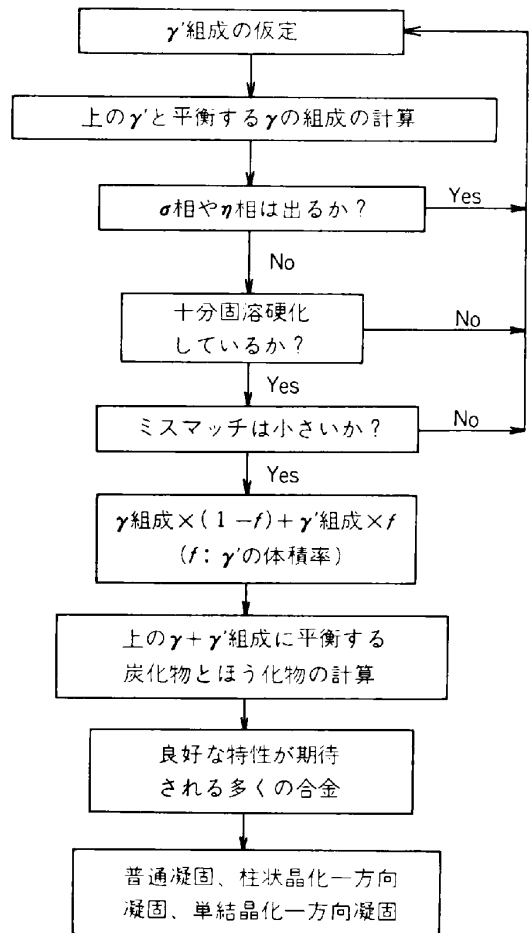 γ'組成の仮定
上のγ'と平衡するγの組成の計算
σ相やη相は出るか？
Yes
No
十分固溶硬化
しているか？
No
Yes
ミスマッチは小さいか？
No
Yes
γ組成×(1−f)+γ'組成×f
(f: γ'の体積率)
上のγ+γ'組成に平衡する
炭化物とほう化物の計算
良好な特性が期待
される多くの合金
普通凝固、柱状晶化一方向
凝固、単結晶化一方向凝固